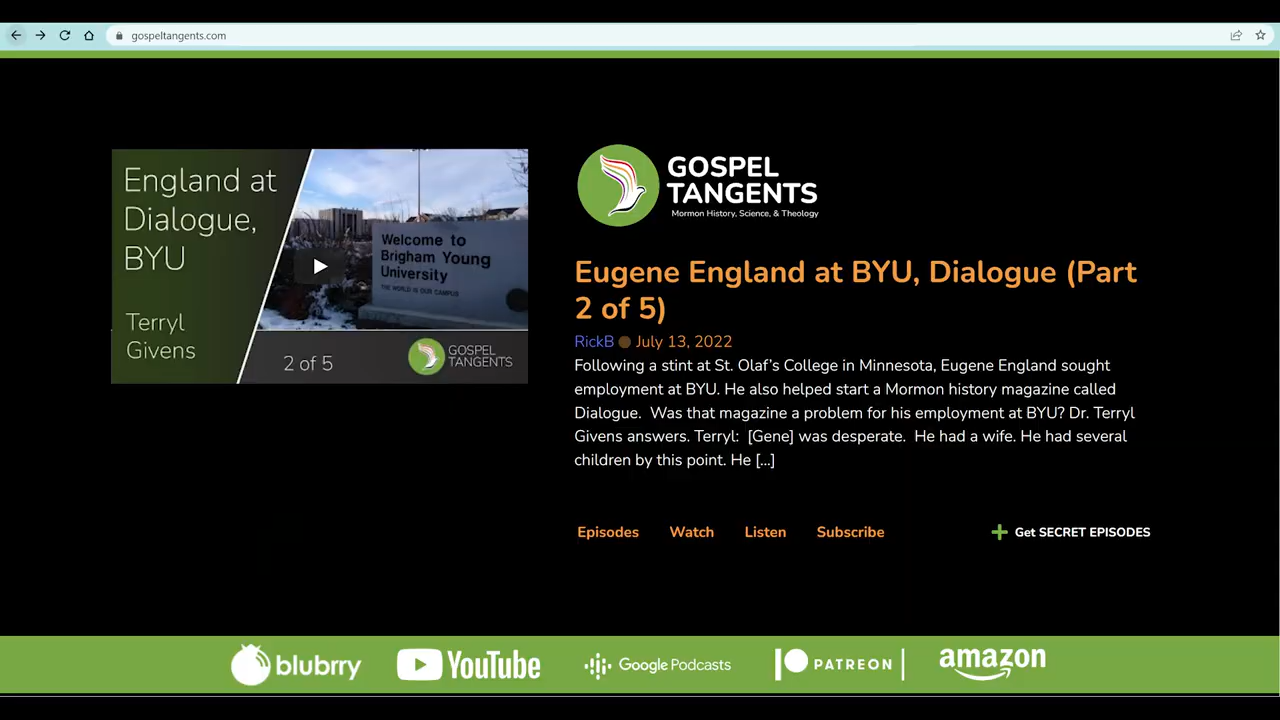 gospeltangents.com
England at
Dialogue,
BYU
Terryl
Givens
Welcome to
Brigham Young
University
THE WORLD IS OUR CAMPUS
2 of 5
GOSPEL
TANGENTS
GOSPEL
TANGENTS
Mormon History, Science, & Theology
Eugene England at BYU, Dialogue (Part
2 of 5)
RickB July 13, 2022
Following a stint at St. Olaf’s College in Minnesota, Eugene England sought
employment at BYU. He also helped start a Mormon history magazine called
Dialogue.  Was that magazine a problem for his employment at BYU? Dr. Terryl
Givens answers. Terryl:  [Gene] was desperate.  He had a wife. He had several
children by this point. He [...]
Episodes Watch Listen Subscribe Get SECRET EPISODES
blubrry YouTube Google Podcasts PATREON amazon